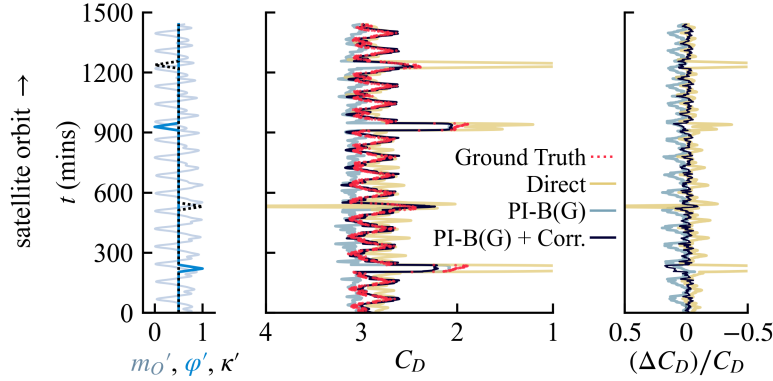 satellite orbit →
t (mins)
1500
1200
900
600
300
0
0 1
m_O′, φ′, κ′
Ground Truth
Direct
PI-B(G)
PI-B(G) + Corr.
4 3 2 1
C_D
0.5 0 −0.5
(ΔC_D)/C_D